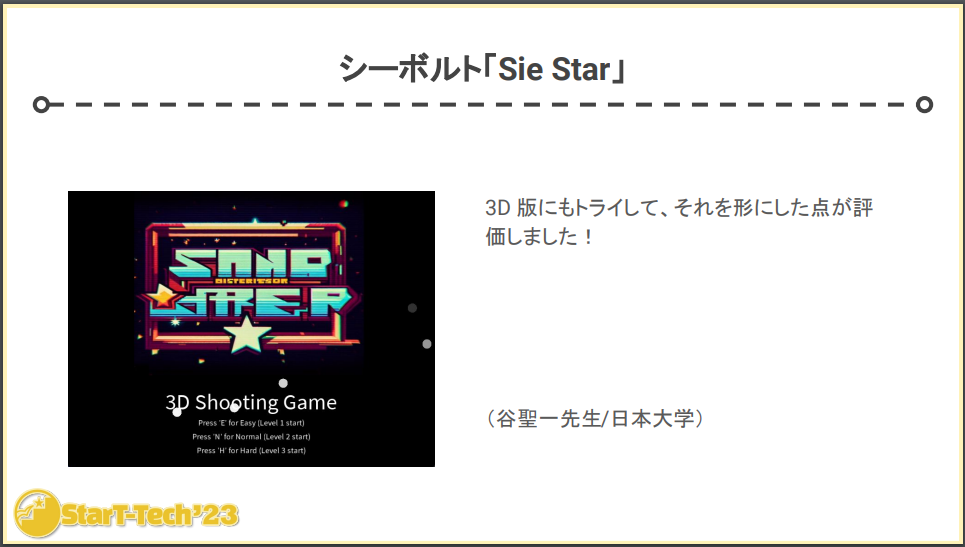 シーボルト「Sie Star」
3D 版にもトライして、それを形にした点が評
価しました！
3D Shooting Game
Press 'E' for Easy (Level 1 start)
Press 'N' for Normal (Level 2 start)
Press 'H' for Hard (Level 3 start)
（谷聖一先生/日本大学）
StarT-Tech'23